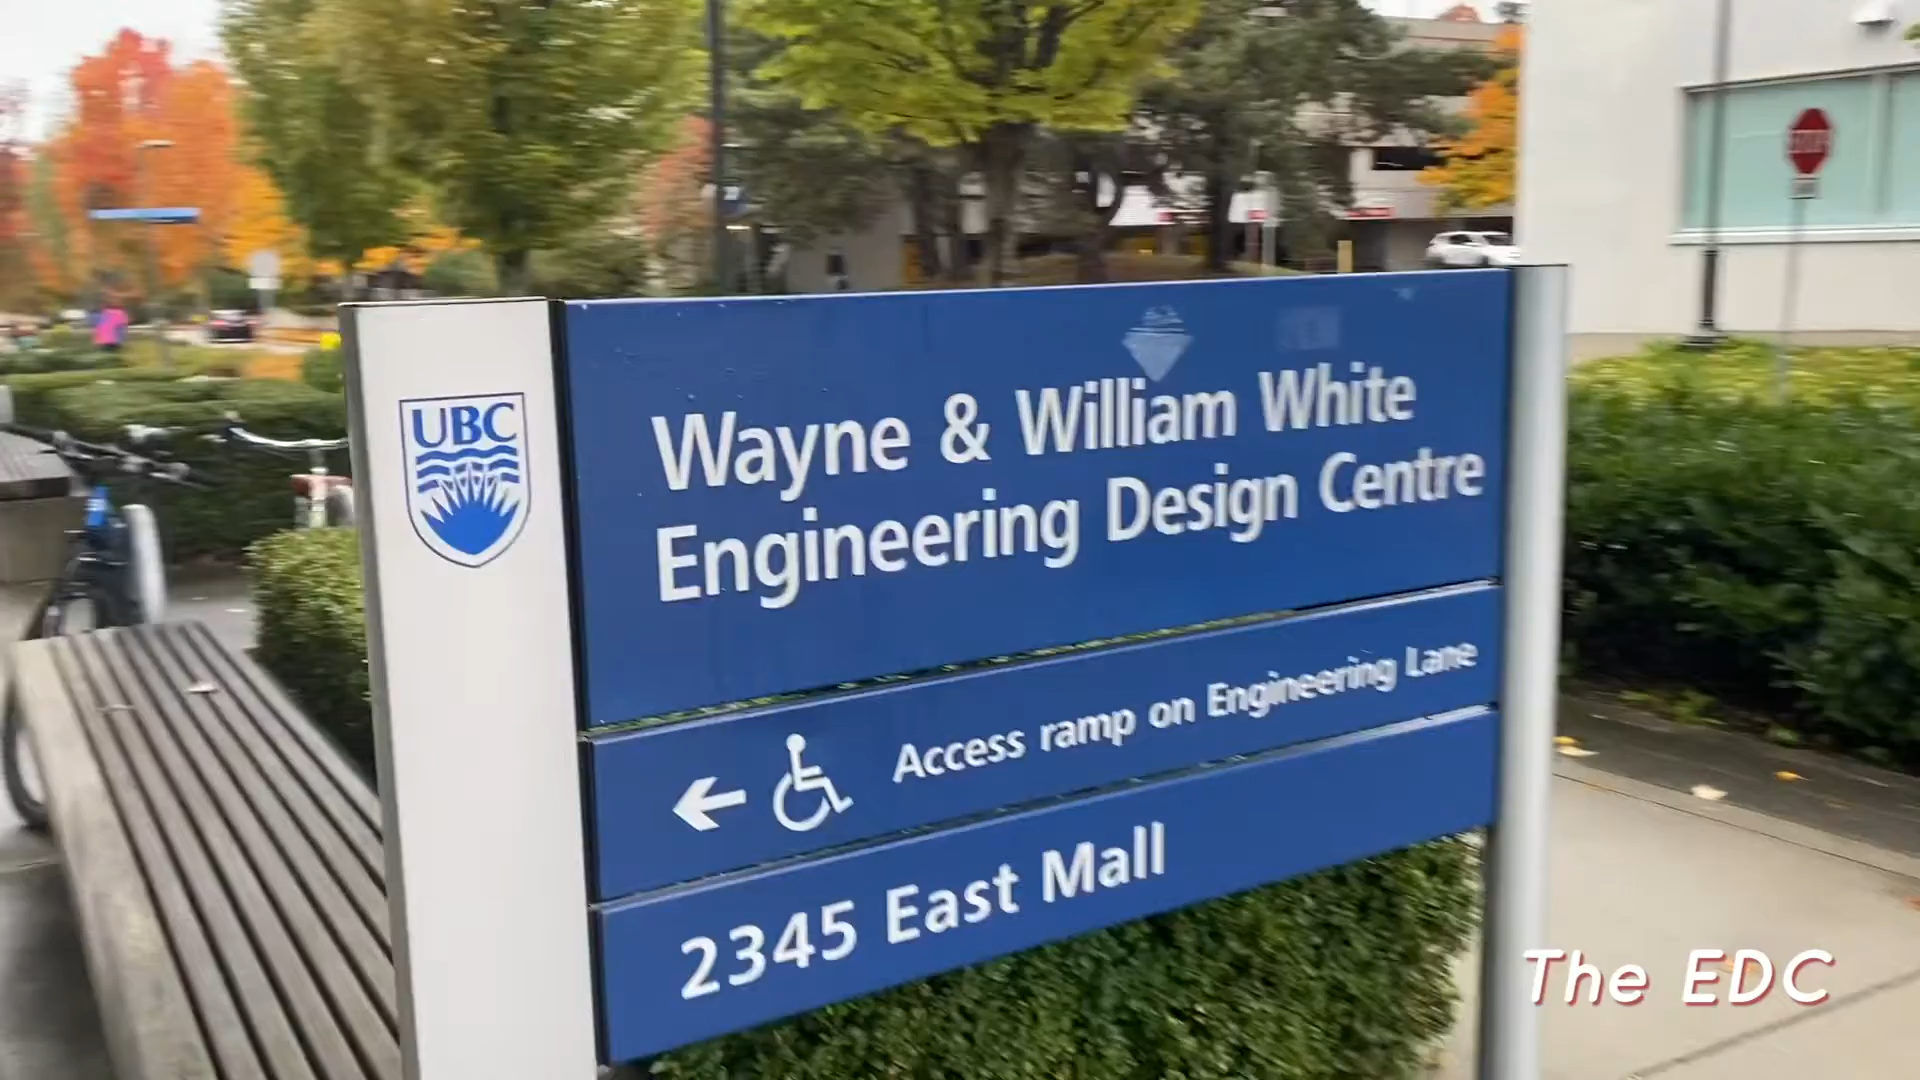 UBC
Wayne & William White
Engineering Design Centre
Access ramp on Engineering Lane
2345 East Mall
The EDC